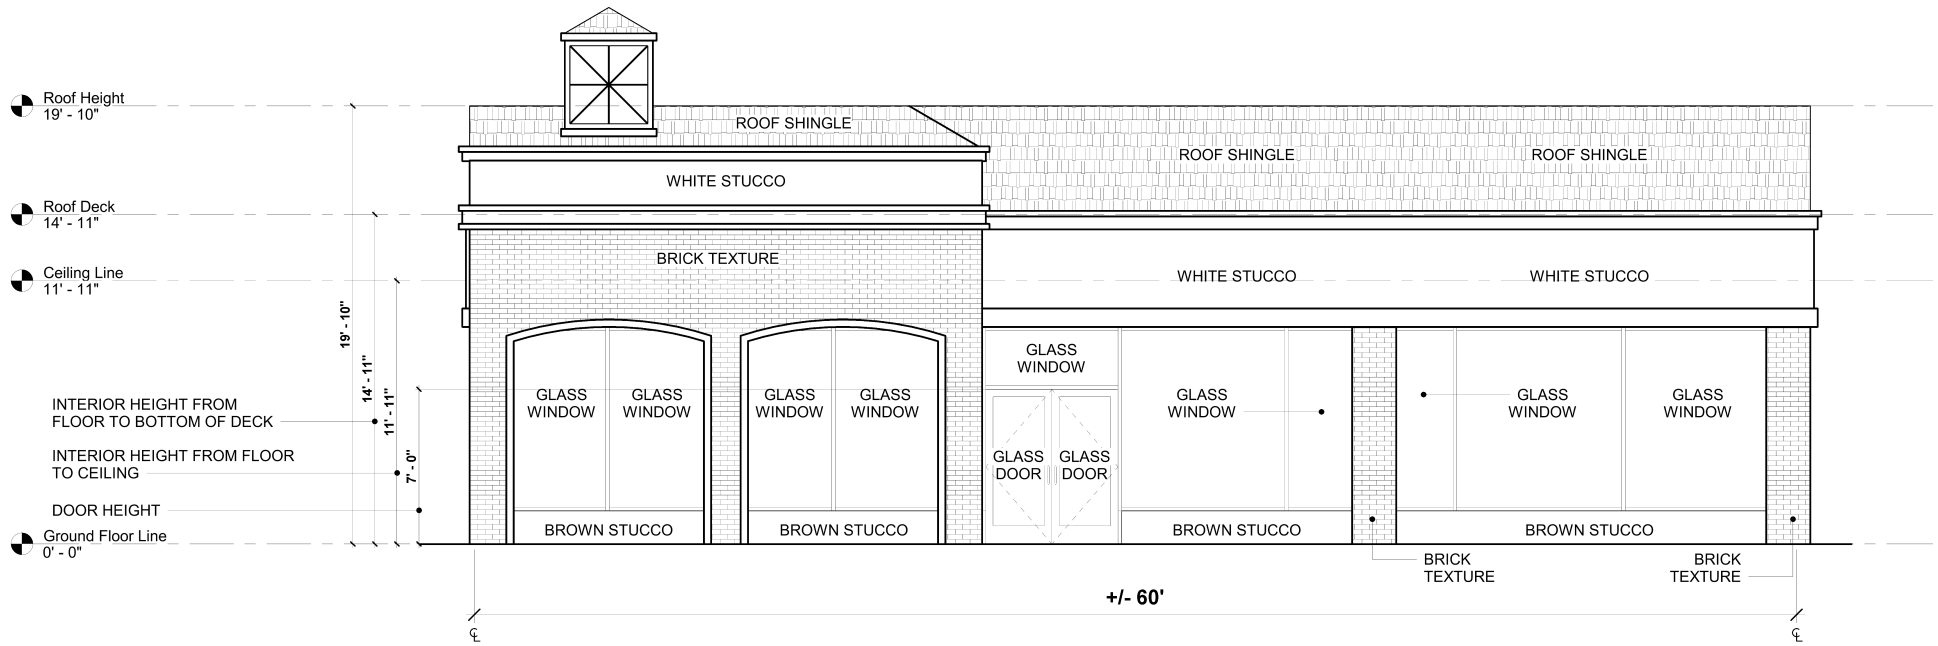 Roof Height
19' - 10"
ROOF SHINGLE
ROOF SHINGLE
ROOF SHINGLE
WHITE STUCCO
Roof Deck
14' - 11"
BRICK TEXTURE
Ceiling Line
11' - 11"
WHITE STUCCO
WHITE STUCCO
19' - 10"
14' - 11"
11' - 11"
7' - 0"
GLASS
WINDOW
GLASS
WINDOW
GLASS
WINDOW
GLASS
WINDOW
GLASS
WINDOW
GLASS
WINDOW
GLASS
WINDOW
GLASS
WINDOW
INTERIOR HEIGHT FROM
FLOOR TO BOTTOM OF DECK
INTERIOR HEIGHT FROM FLOOR
TO CEILING
GLASS
DOOR
GLASS
DOOR
DOOR HEIGHT
BROWN STUCCO
BROWN STUCCO
BROWN STUCCO
BROWN STUCCO
Ground Floor Line
0' - 0"
BRICK
TEXTURE
BRICK
TEXTURE
+/- 60'
℄
℄